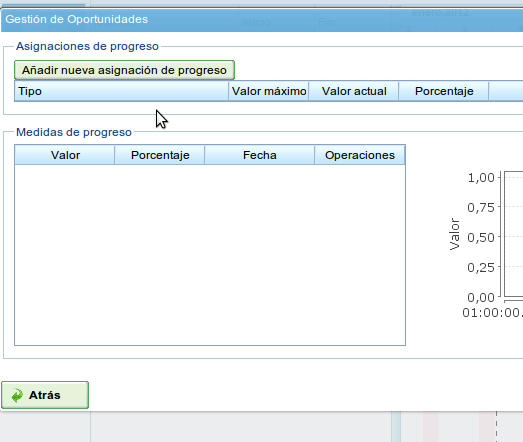 Gestión de Oportunidades
Asignaciones de progreso
Añadir nueva asignación de progreso
Tipo Valor máximo Valor actual Porcentaje
Medidas de progreso
Valor Porcentaje Fecha Operaciones
1,00
0,75
Valor
0,50
0,25
0,00
01:00:00.
Atrás